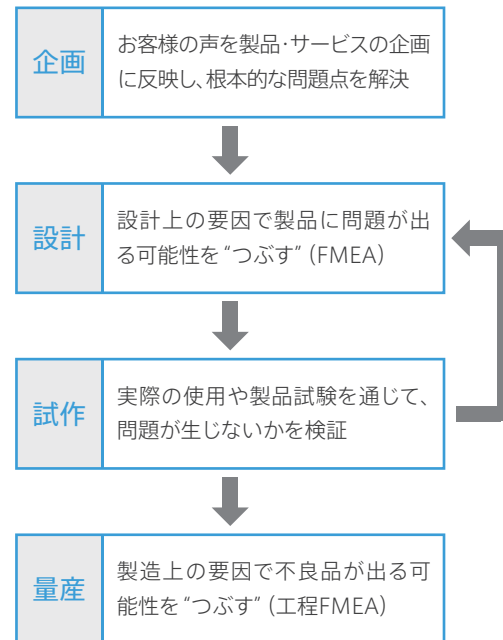 企画
お客様の声を製品・サービスの企画
に反映し、根本的な問題点を解決
設計
設計上の要因で製品に問題が出
る可能性を“つぶす”（FMEA）
試作
実際の使用や製品試験を通じて、
問題が生じないかを検証
量産
製造上の要因で不良品が出る可
能性を“つぶす”（工程FMEA）